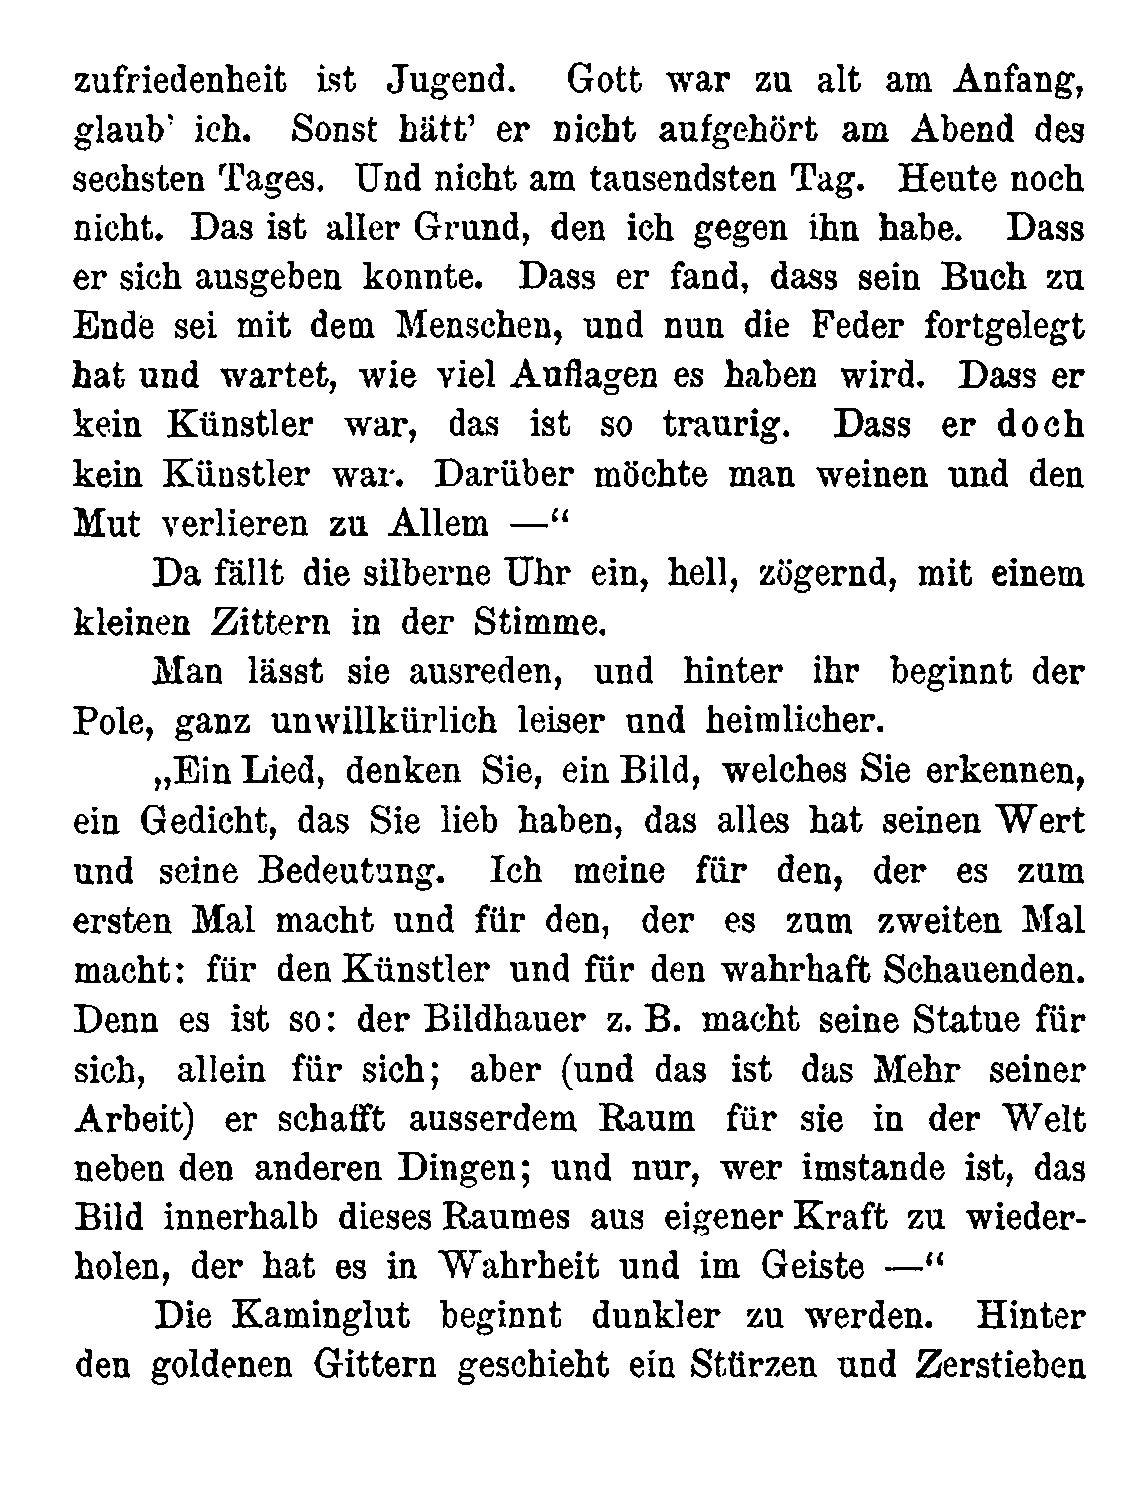 zufriedenheit ist Jugend. Gott war zu alt am Anfang,
glaub’ ich. Sonst hätt’ er nicht aufgehört am Abend des
sechsten Tages. Und nicht am tausendsten Tag. Heute noch
nicht. Das ist aller Grund, den ich gegen ihn habe. Dass
er sich ausgeben konnte. Dass er fand, dass sein Buch zu
Ende sei mit dem Menschen, und nun die Feder fortgelegt
hat und wartet, wie viel Auflagen es haben wird. Dass er
kein Künstler war, das ist so traurig. Dass er doch
kein Künstler war. Darüber möchte man weinen und den
Mut verlieren zu Allem —“
Da fällt die silberne Uhr ein, hell, zögernd, mit einem
kleinen Zittern in der Stimme.
Man lässt sie ausreden, und hinter ihr beginnt der
Pole, ganz unwillkürlich leiser und heimlicher.
„Ein Lied, denken Sie, ein Bild, welches Sie erkennen,
ein Gedicht, das Sie lieb haben, das alles hat seinen Wert
und seine Bedeutung. Ich meine für den, der es zum
ersten Mal macht und für den, der es zum zweiten Mal
macht: für den Künstler und für den wahrhaft Schauenden.
Denn es ist so: der Bildhauer z. B. macht seine Statue für
sich, allein für sich; aber (und das ist das Mehr seiner
Arbeit) er schafft ausserdem Raum für sie in der Welt
neben den anderen Dingen; und nur, wer imstande ist, das
Bild innerhalb dieses Raumes aus eigener Kraft zu wieder-
holen, der hat es in Wahrheit und im Geiste —“
Die Kaminglut beginnt dunkler zu werden. Hinter
den goldenen Gittern geschieht ein Stürzen und Zerstieben